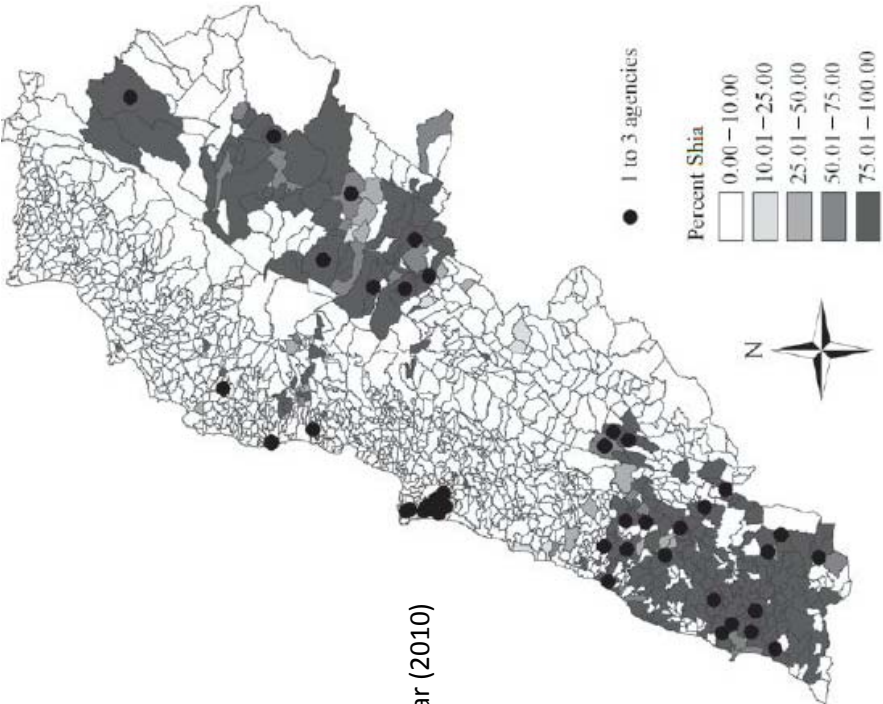 ar (2010)
N
1 to 3 agencies
Percent Shia
0.00–10.00
10.01–25.00
25.01–50.00
50.01–75.00
75.01–100.00